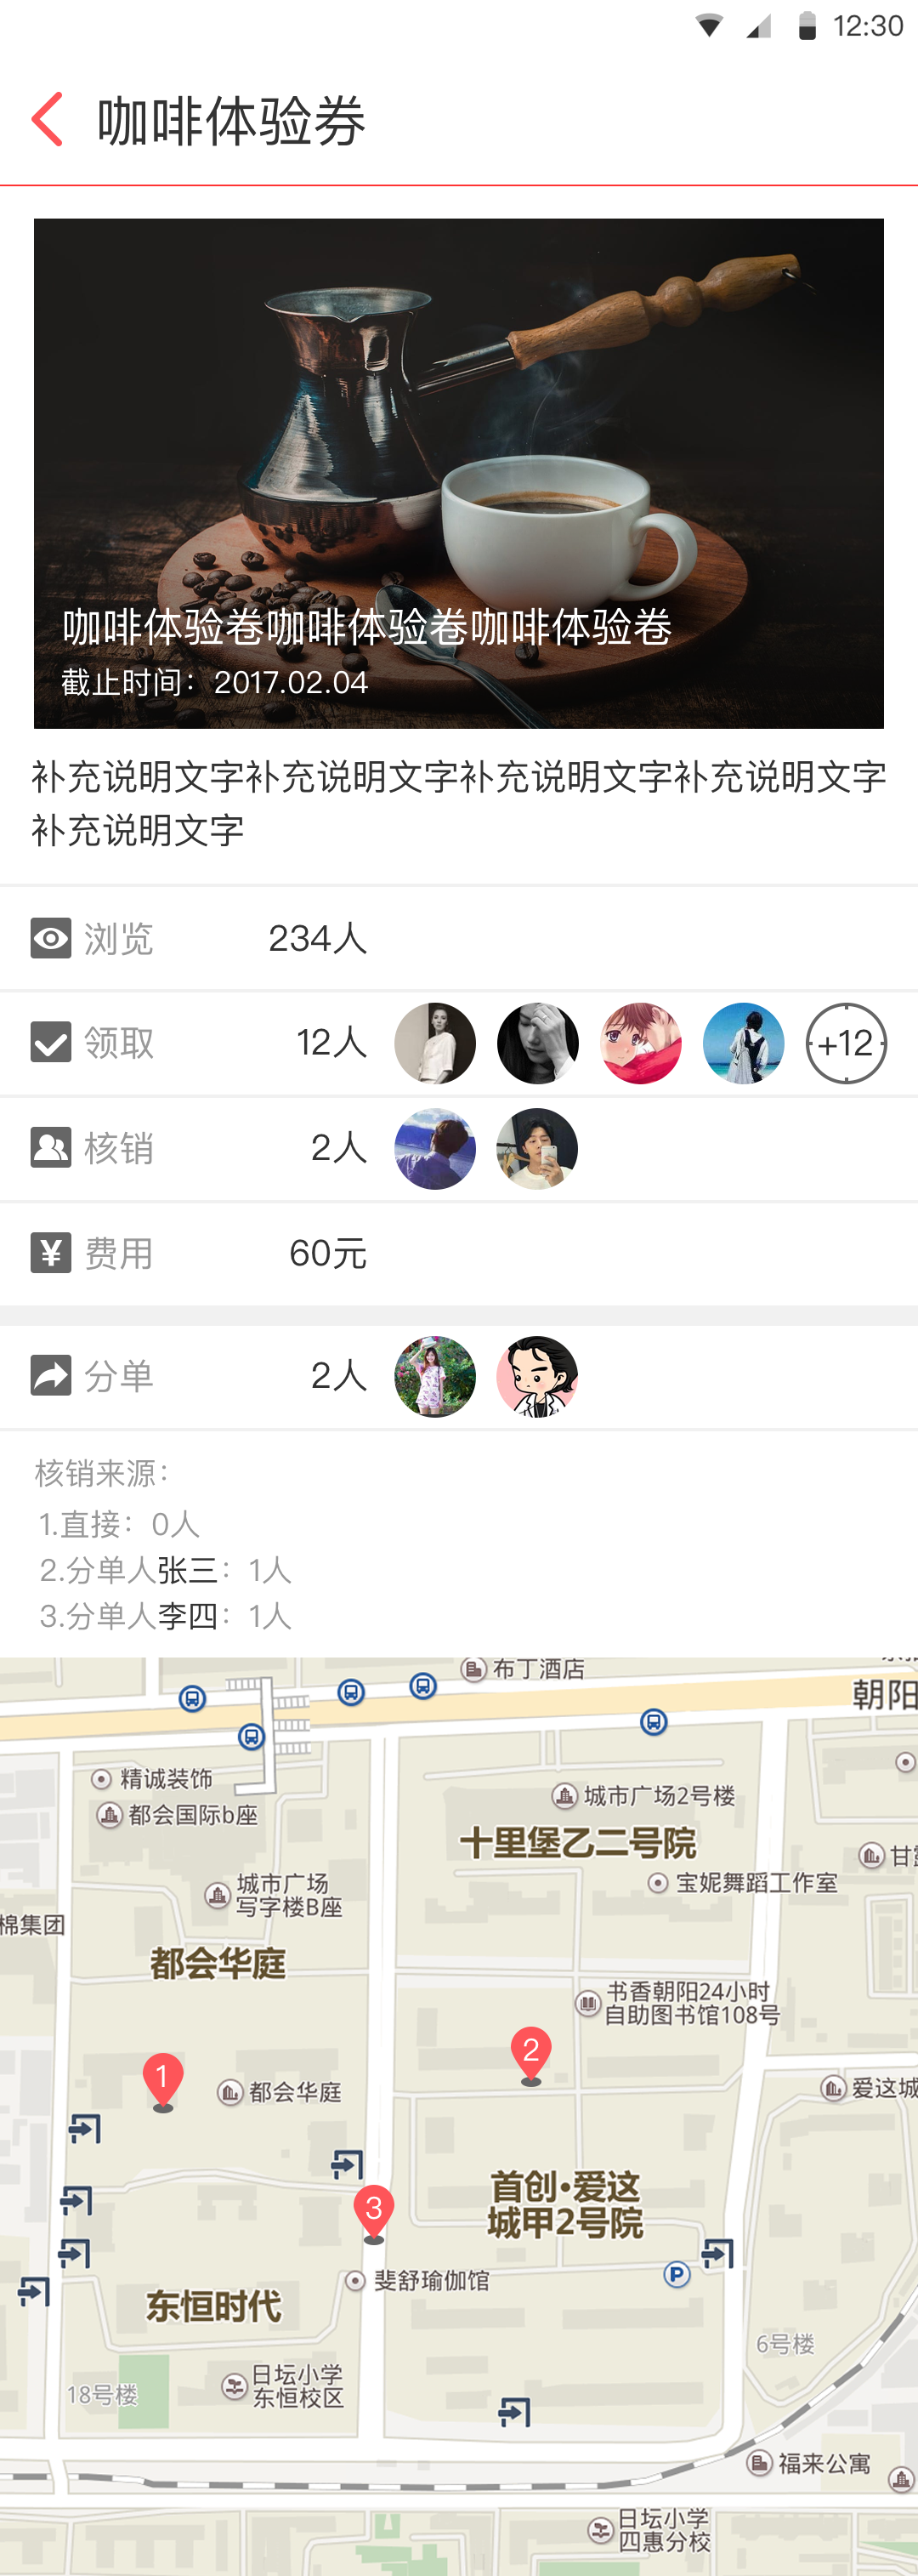 12:30
咖啡体验券
咖啡体验卷咖啡体验卷咖啡体验卷
截止时间：2017.02.04
补充说明文字补充说明文字补充说明文字补充说明文字
补充说明文字
浏览 234人
领取 12人 +12
核销 2人
¥ 费用 60元
分单 2人
核销来源：
1.直接：0人
2.分单人张三：1人
3.分单人李四：1人
布丁酒店
朝阳
精诚装饰
城市广场2号楼
都会国际b座
十里堡乙二号院
甘
宝妮舞蹈工作室
城市广场
写字楼B座
棉集团
都会华庭
书香朝阳24小时
自助图书馆108号
2
1
都会华庭
爱这城
3
首创·爱这
城甲2号院
P
斐舒瑜伽馆
东恒时代
6号楼
日坛小学
东恒校区
18号楼
福来公寓
日坛小学
四惠分校